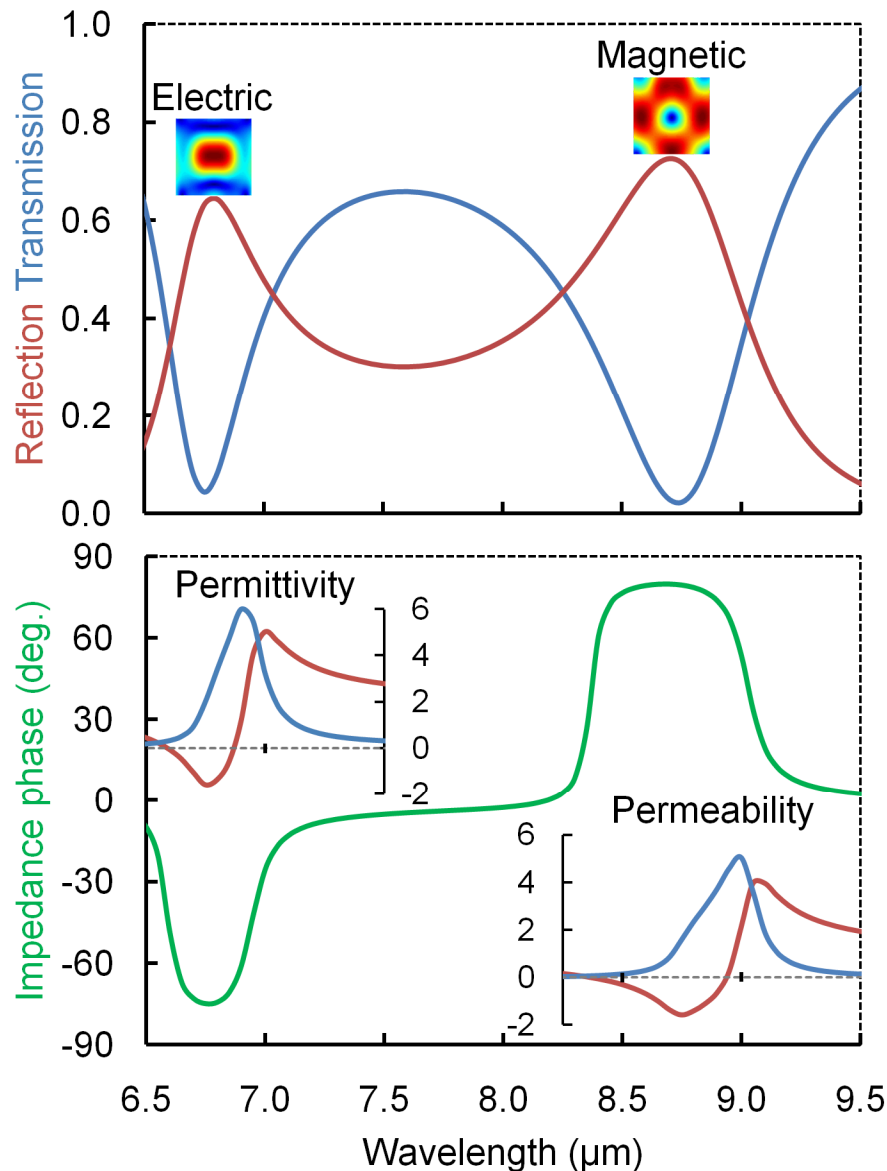 1.0
0.8
0.6
0.4
0.2
0.0
Reflection Transmission
Electric
Magnetic
90
60
30
0
-30
-60
-90
Impedance phase (deg.)
Permittivity
6
4
2
0
-2
Permeability
6
4
2
0
-2
6.5 7.0 7.5 8.0 8.5 9.0 9.5
Wavelength (μm)